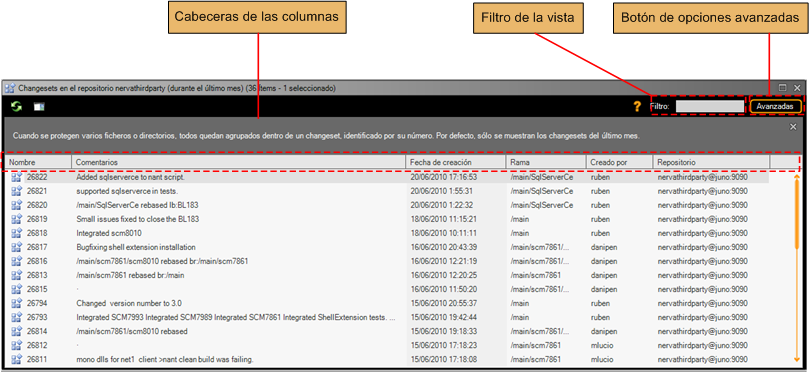 Cabeceras de las columnas
Filtro de la vista
Botón de opciones avanzadas
Changesets en el repositorio nervathirdparty (durante el último mes) (36 items - 1 seleccionado)
? Filtro: Avanzadas
Cuando se protegen varios ficheros o directorios, todos quedan agrupados dentro de un changeset, identificado por su número. Por defecto, sólo se muestran los changesets del último mes.
Nombre Comentarios Fecha de creación Rama Creado por Repositorio
26822 Added sqlserverce to nant script. 20/06/2010 17:16:53 /main/SqlServerCe ruben nervathirdparty@juno:9090
26821 supported sqlserverce in tests. 20/06/2010 1:55:31 /main/SqlServerCe ruben nervathirdparty@juno:9090
26820 /main/SqlServerCe rebased lb:BL183 20/06/2010 1:22:32 /main/SqlServerCe ruben nervathirdparty@juno:9090
26819 Small issues fixed to close the BL183 18/06/2010 11:15:21 /main ruben nervathirdparty@juno:9090
26818 Integrated scm8010 18/06/2010 10:11:11 /main ruben nervathirdparty@juno:9090
26817 Bugfixing shell extension installation 16/06/2010 20:43:39 /main/scm7861/... danipen nervathirdparty@juno:9090
26816 /main/scm7861/scm8010 rebased br:/main/scm7861 16/06/2010 12:21:19 /main/scm7861/... danipen nervathirdparty@juno:9090
26813 /main/scm7861 rebased br:/main 16/06/2010 12:20:25 /main/scm7861 danipen nervathirdparty@juno:9090
26815 · 16/06/2010 11:50:20 /main/scm7861/... danipen nervathirdparty@juno:9090
26794 Changed version number to 3.0 15/06/2010 20:55:37 /main ruben nervathirdparty@juno:9090
26793 Integrated SCM7993 Integrated SCM7989 Integrated SCM7861 Integrated ShellExtension tests. ... 15/06/2010 19:42:44 /main ruben nervathirdparty@juno:9090
26814 /main/scm7861/scm8010 rebased 15/06/2010 19:18:33 /main/scm7861/... danipen nervathirdparty@juno:9090
26812 · 15/06/2010 17:18:23 /main/scm7861 mlucio nervathirdparty@juno:9090
26811 mono dlls for net1 client >nant clean build was failing. 15/06/2010 17:18:08 /main/scm7861 mlucio nervathirdparty@juno:9090